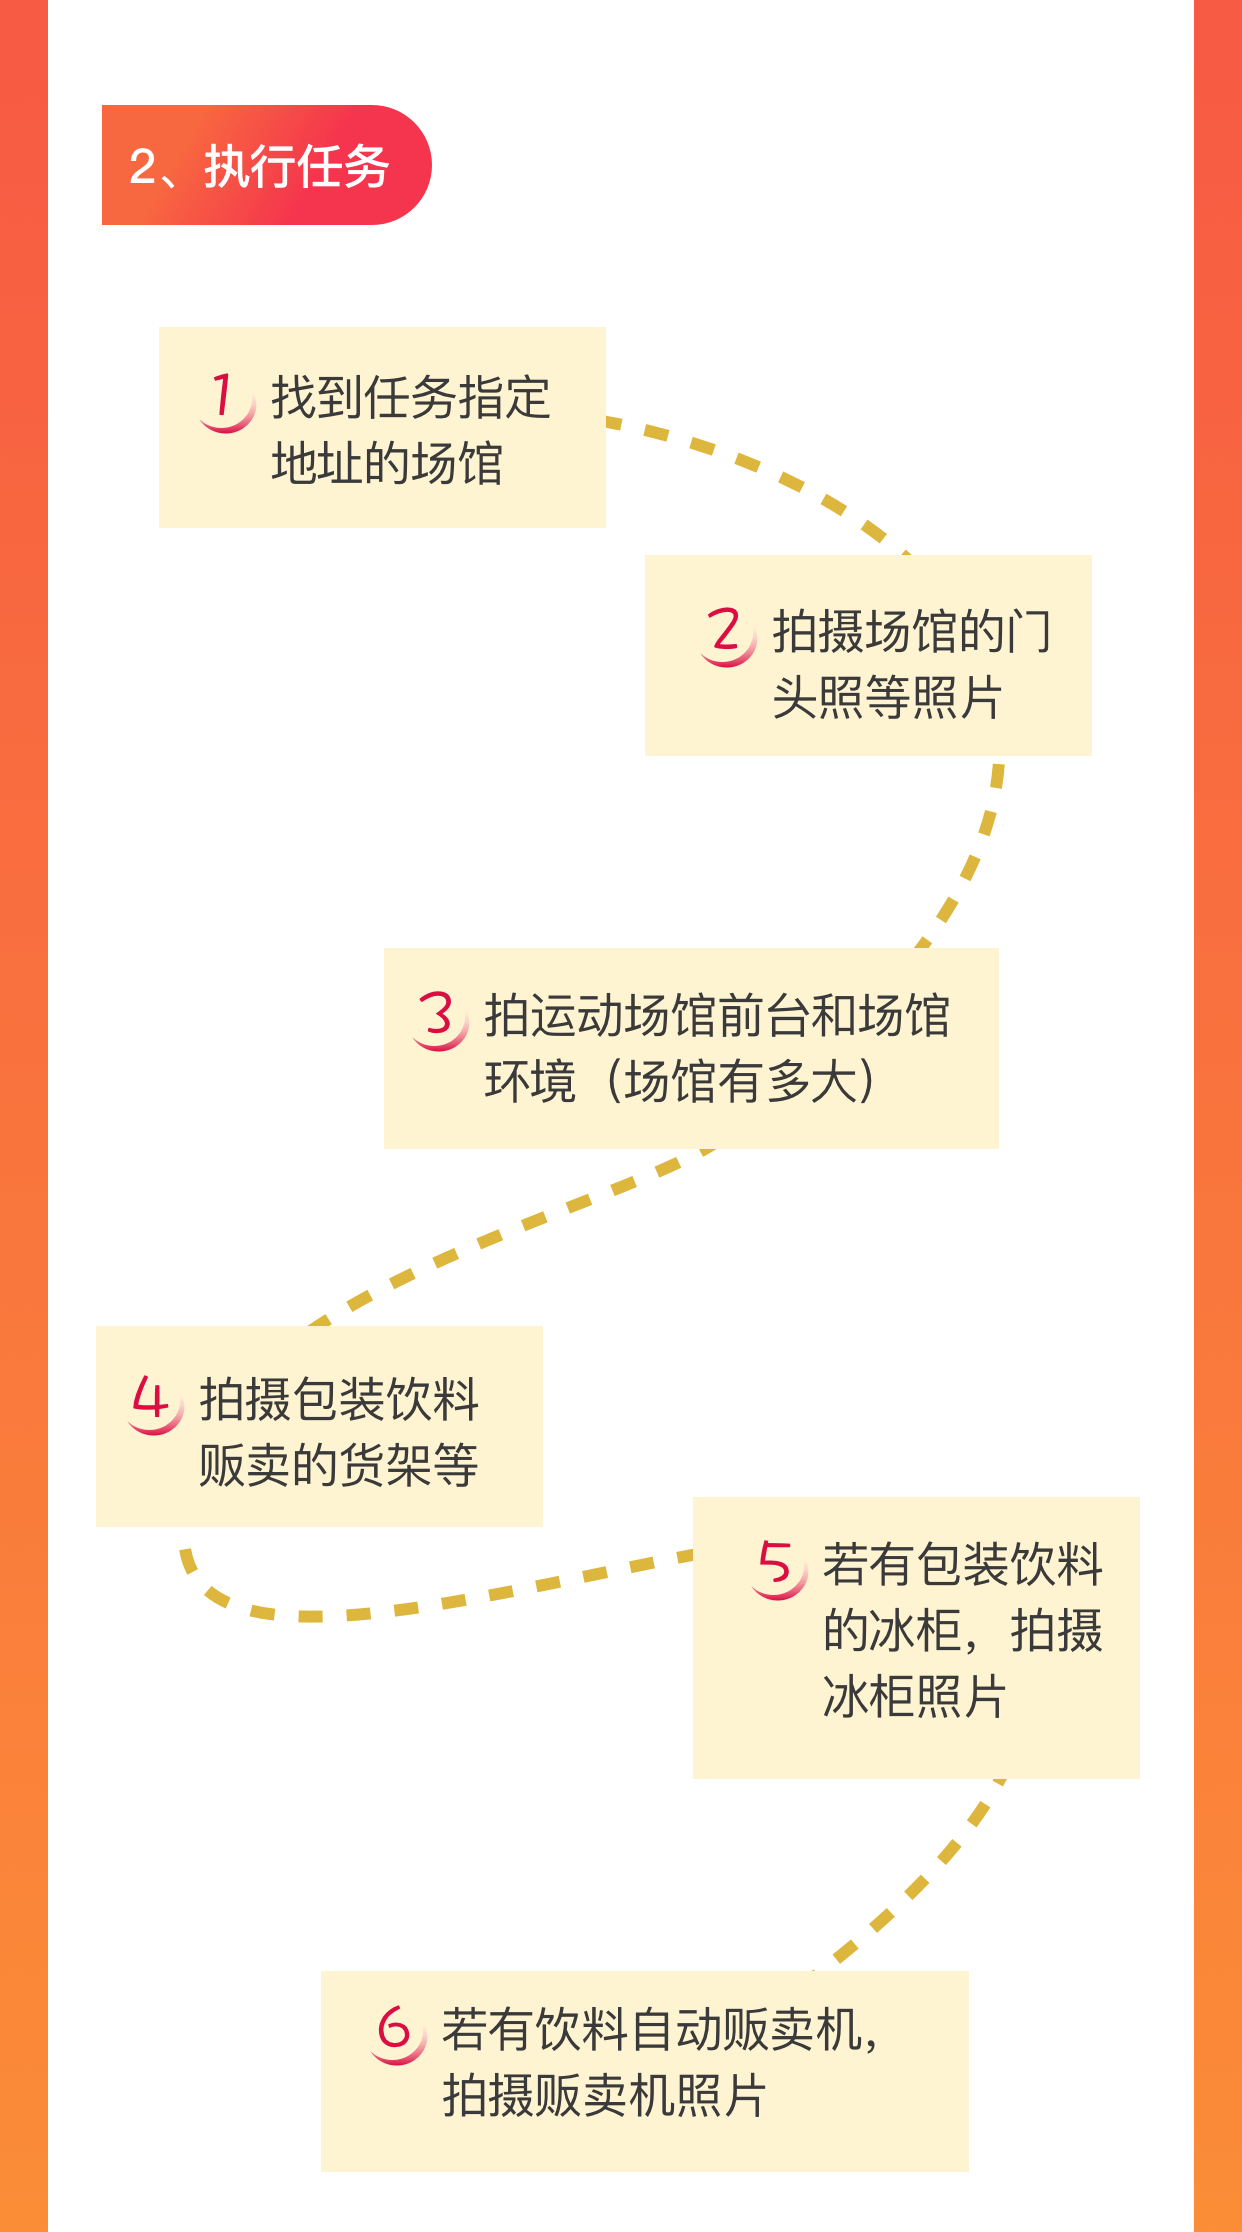 2、执行任务
1 找到任务指定
地址的场馆
2 拍摄场馆的门
头照等照片
3 拍运动场馆前台和场馆
环境（场馆有多大）
4 拍摄包装饮料
贩卖的货架等
5 若有包装饮料
的冰柜，拍摄
冰柜照片
6 若有饮料自动贩卖机，
拍摄贩卖机照片